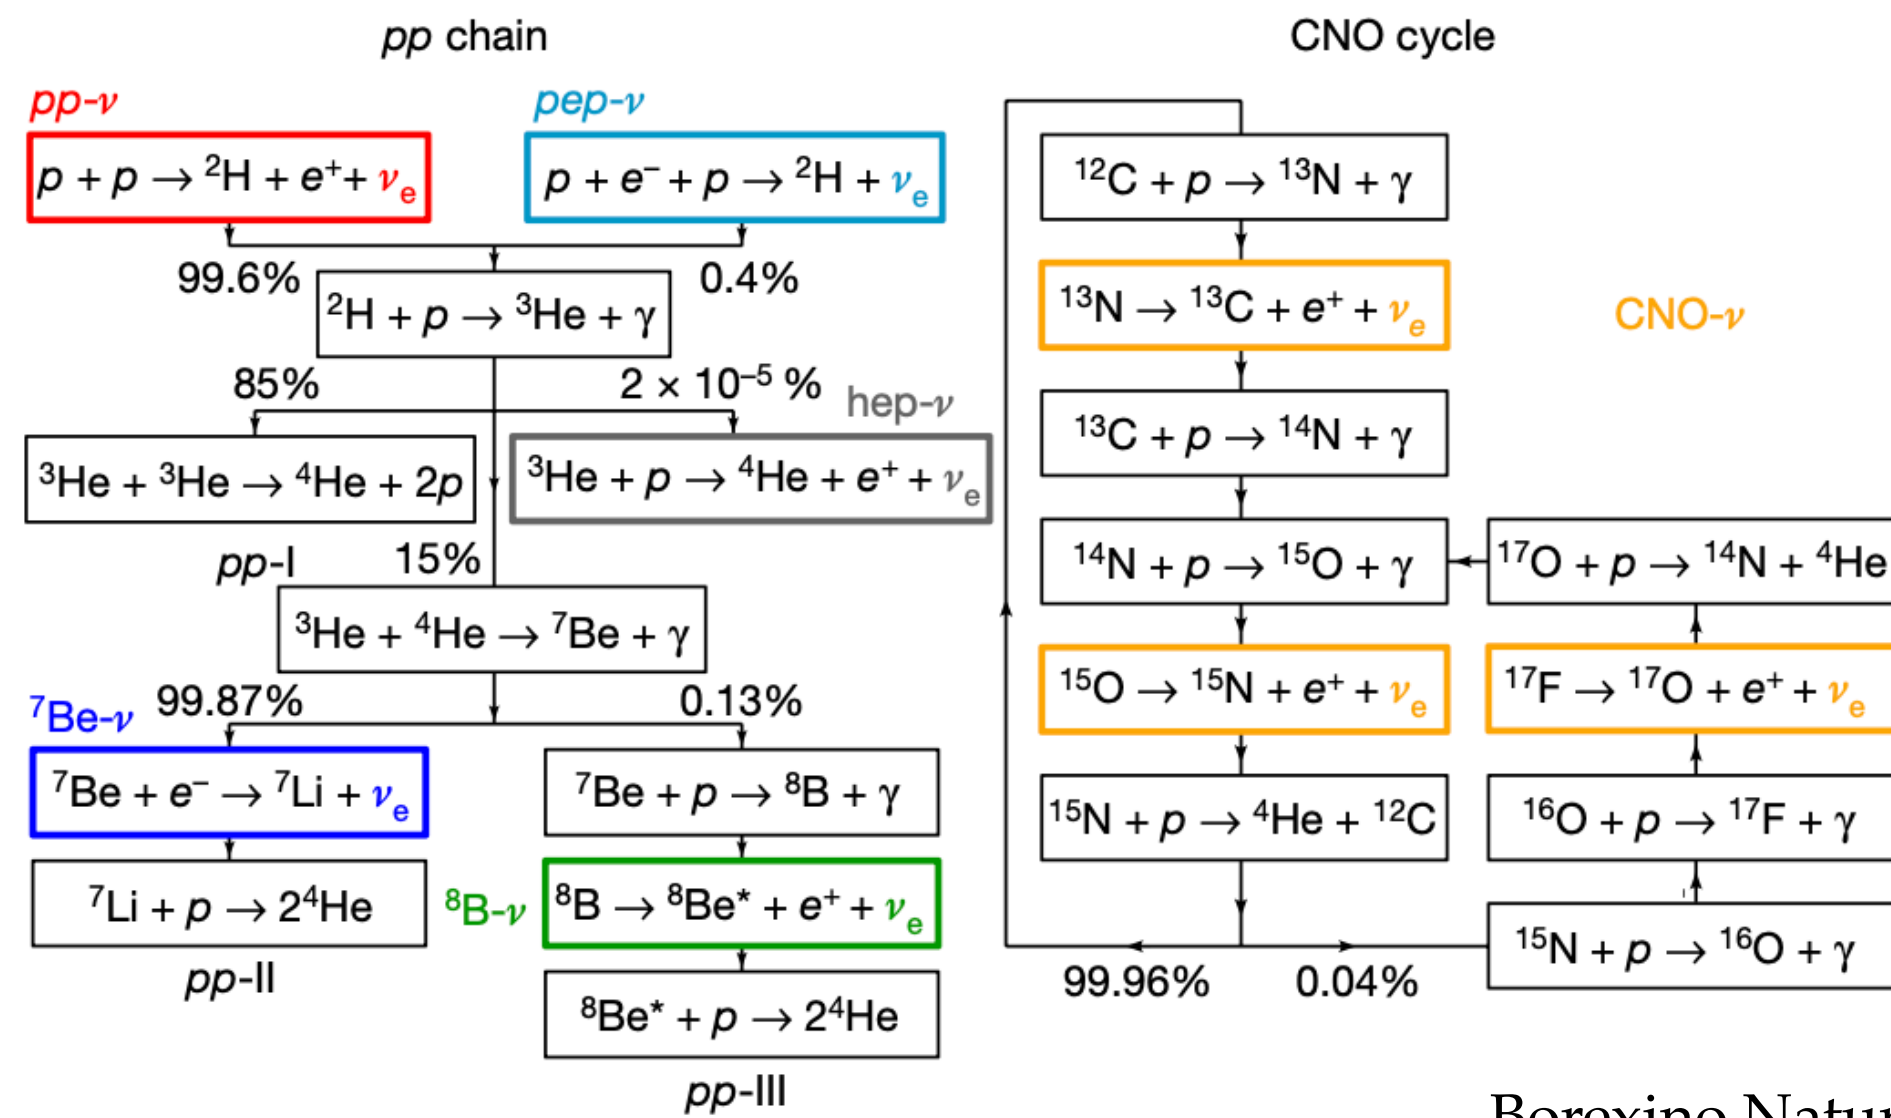 pp chain
pp-ν
pep-ν
p + p → ²H + e⁺ + νₑ
p + e⁻ + p → ²H + νₑ
99.6%
0.4%
²H + p → ³He + γ
85%
2 × 10⁻⁵ %
hep-ν
³He + ³He → ⁴He + 2p
³He + p → ⁴He + e⁺ + νₑ
pp-I
15%
³He + ⁴He → ⁷Be + γ
⁷Be-ν
99.87%
0.13%
⁷Be + e⁻ → ⁷Li + νₑ
⁷Be + p → ⁸B + γ
⁷Li + p → 2⁴He
⁸B-ν
⁸B → ⁸Be* + e⁺ + νₑ
pp-II
⁸Be* + p → 2⁴He
pp-III
CNO cycle
¹²C + p → ¹³N + γ
¹³N → ¹³C + e⁺ + νₑ
CNO-ν
¹³C + p → ¹⁴N + γ
¹⁴N + p → ¹⁵O + γ
¹⁷O + p → ¹⁴N + ⁴He
¹⁵O → ¹⁵N + e⁺ + νₑ
¹⁷F → ¹⁷O + e⁺ + νₑ
¹⁵N + p → ⁴He + ¹²C
¹⁶O + p → ¹⁷F + γ
¹⁵N + p → ¹⁶O + γ
99.96%
0.04%
Borexino Natur